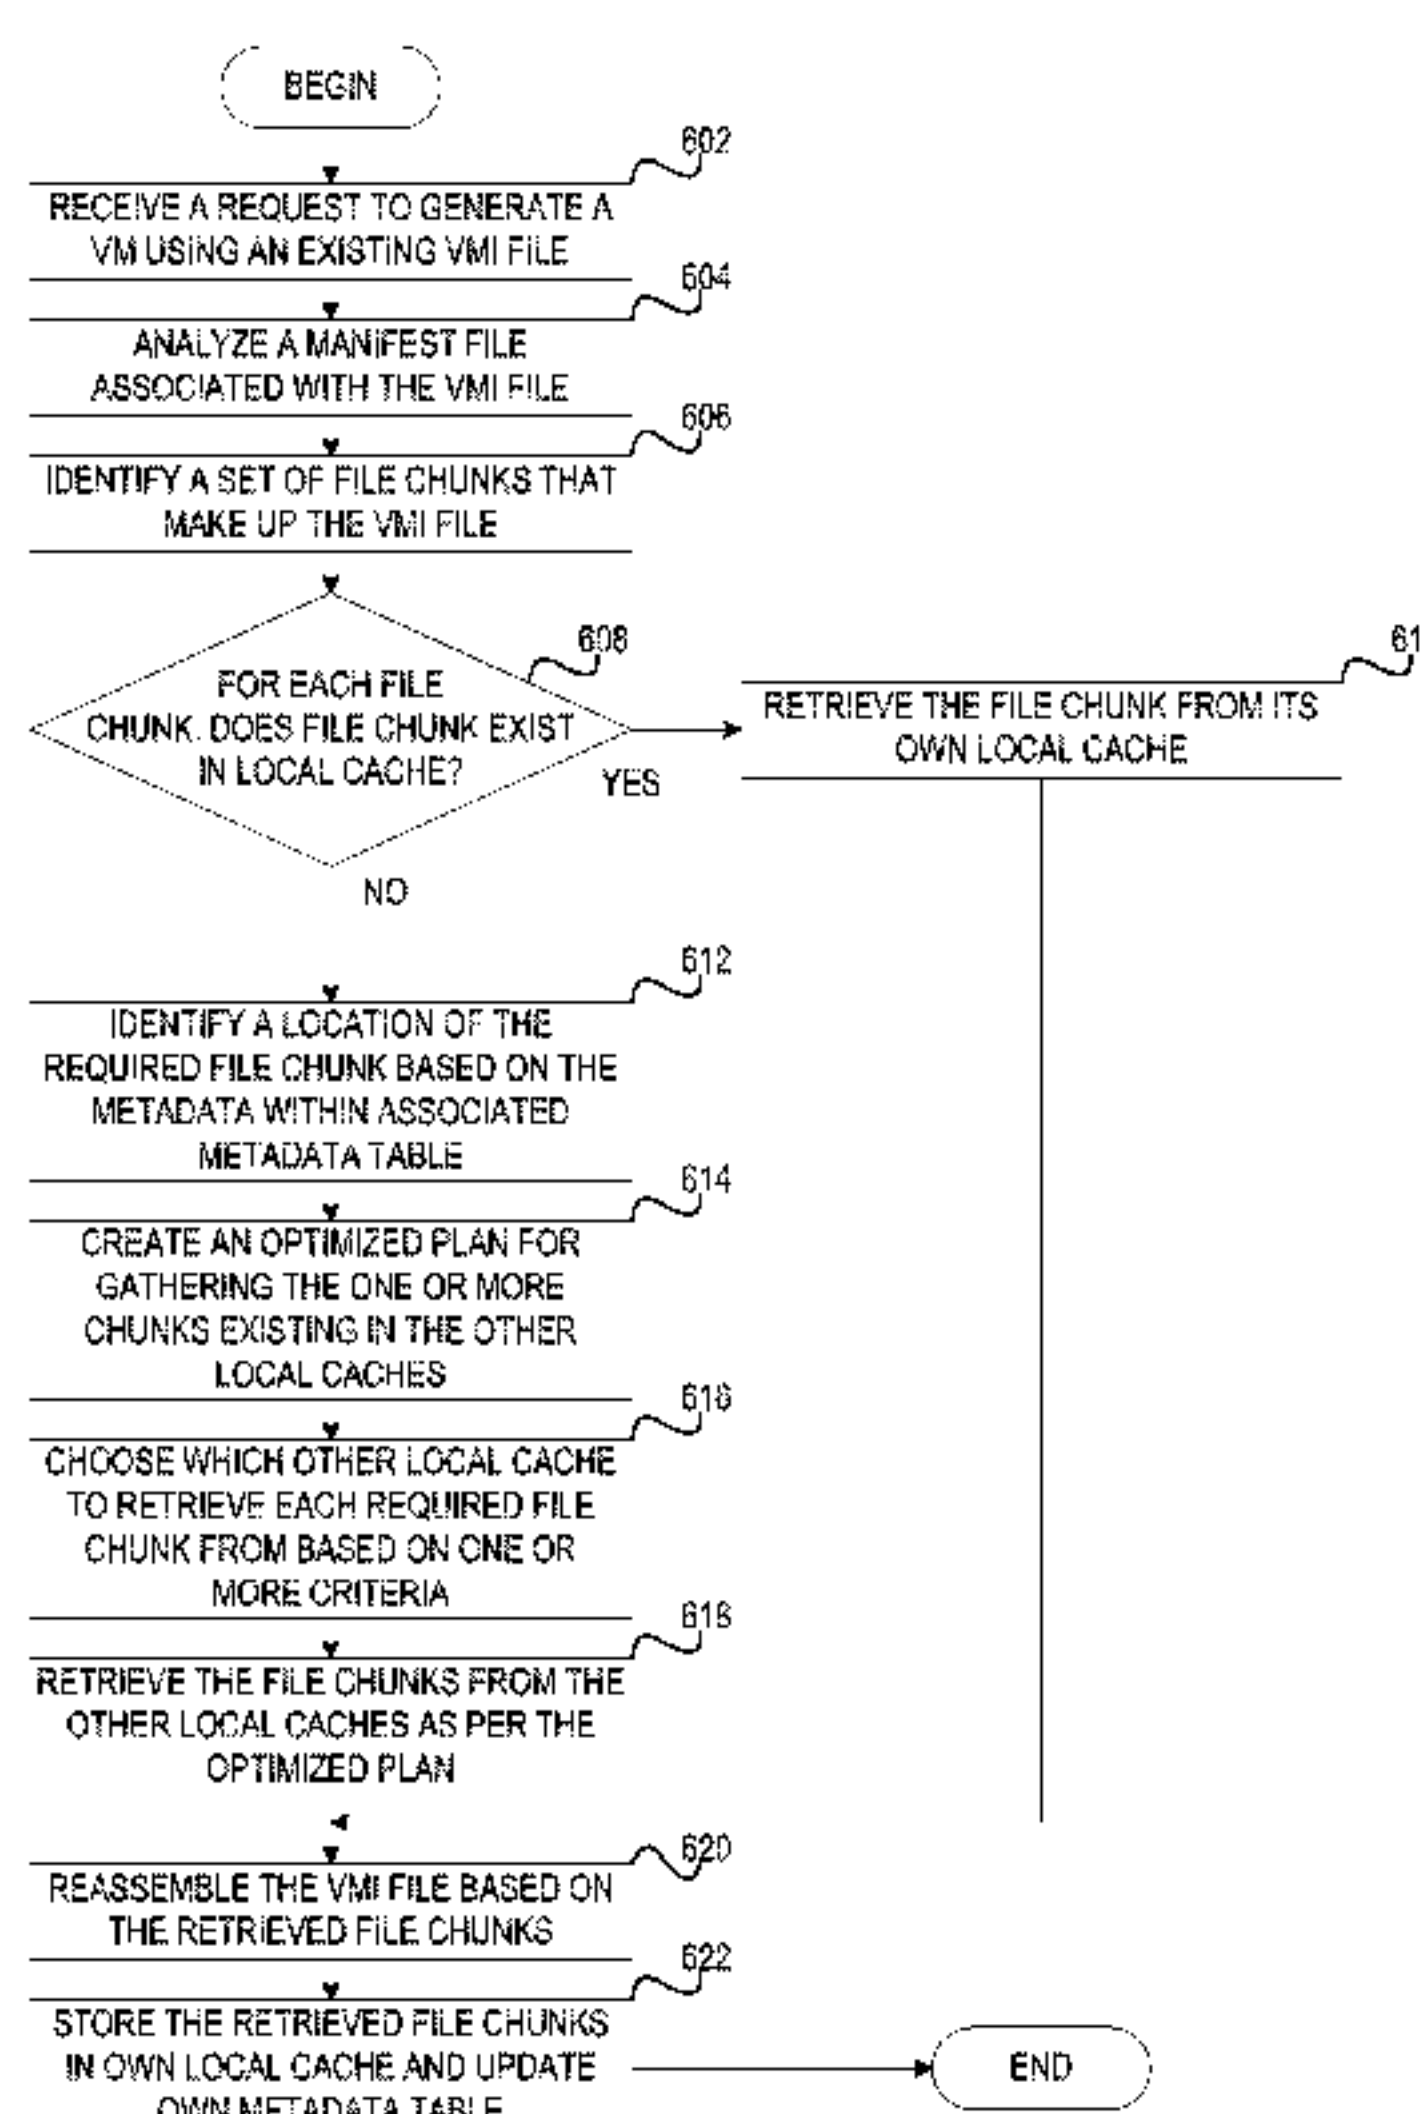 BEGIN
602
RECEIVE A REQUEST TO GENERATE A
VM USING AN EXISTING VMI FILE
604
ANALYZE A MANIFEST FILE
ASSOCIATED WITH THE VMI FILE
606
IDENTIFY A SET OF FILE CHUNKS THAT
MAKE UP THE VMI FILE
608
FOR EACH FILE
CHUNK, DOES FILE CHUNK EXIST
IN LOCAL CACHE?
YES
61
RETRIEVE THE FILE CHUNK FROM ITS
OWN LOCAL CACHE
NO
612
IDENTIFY A LOCATION OF THE
REQUIRED FILE CHUNK BASED ON THE
METADATA WITHIN ASSOCIATED
METADATA TABLE
614
CREATE AN OPTIMIZED PLAN FOR
GATHERING THE ONE OR MORE
CHUNKS EXISTING IN THE OTHER
LOCAL CACHES
616
CHOOSE WHICH OTHER LOCAL CACHE
TO RETRIEVE EACH REQUIRED FILE
CHUNK FROM BASED ON ONE OR
MORE CRITERIA
618
RETRIEVE THE FILE CHUNKS FROM THE
OTHER LOCAL CACHES AS PER THE
OPTIMIZED PLAN
620
REASSEMBLE THE VMI FILE BASED ON
THE RETRIEVED FILE CHUNKS
622
STORE THE RETRIEVED FILE CHUNKS
IN OWN LOCAL CACHE AND UPDATE
OWN METADATA TABLE
END